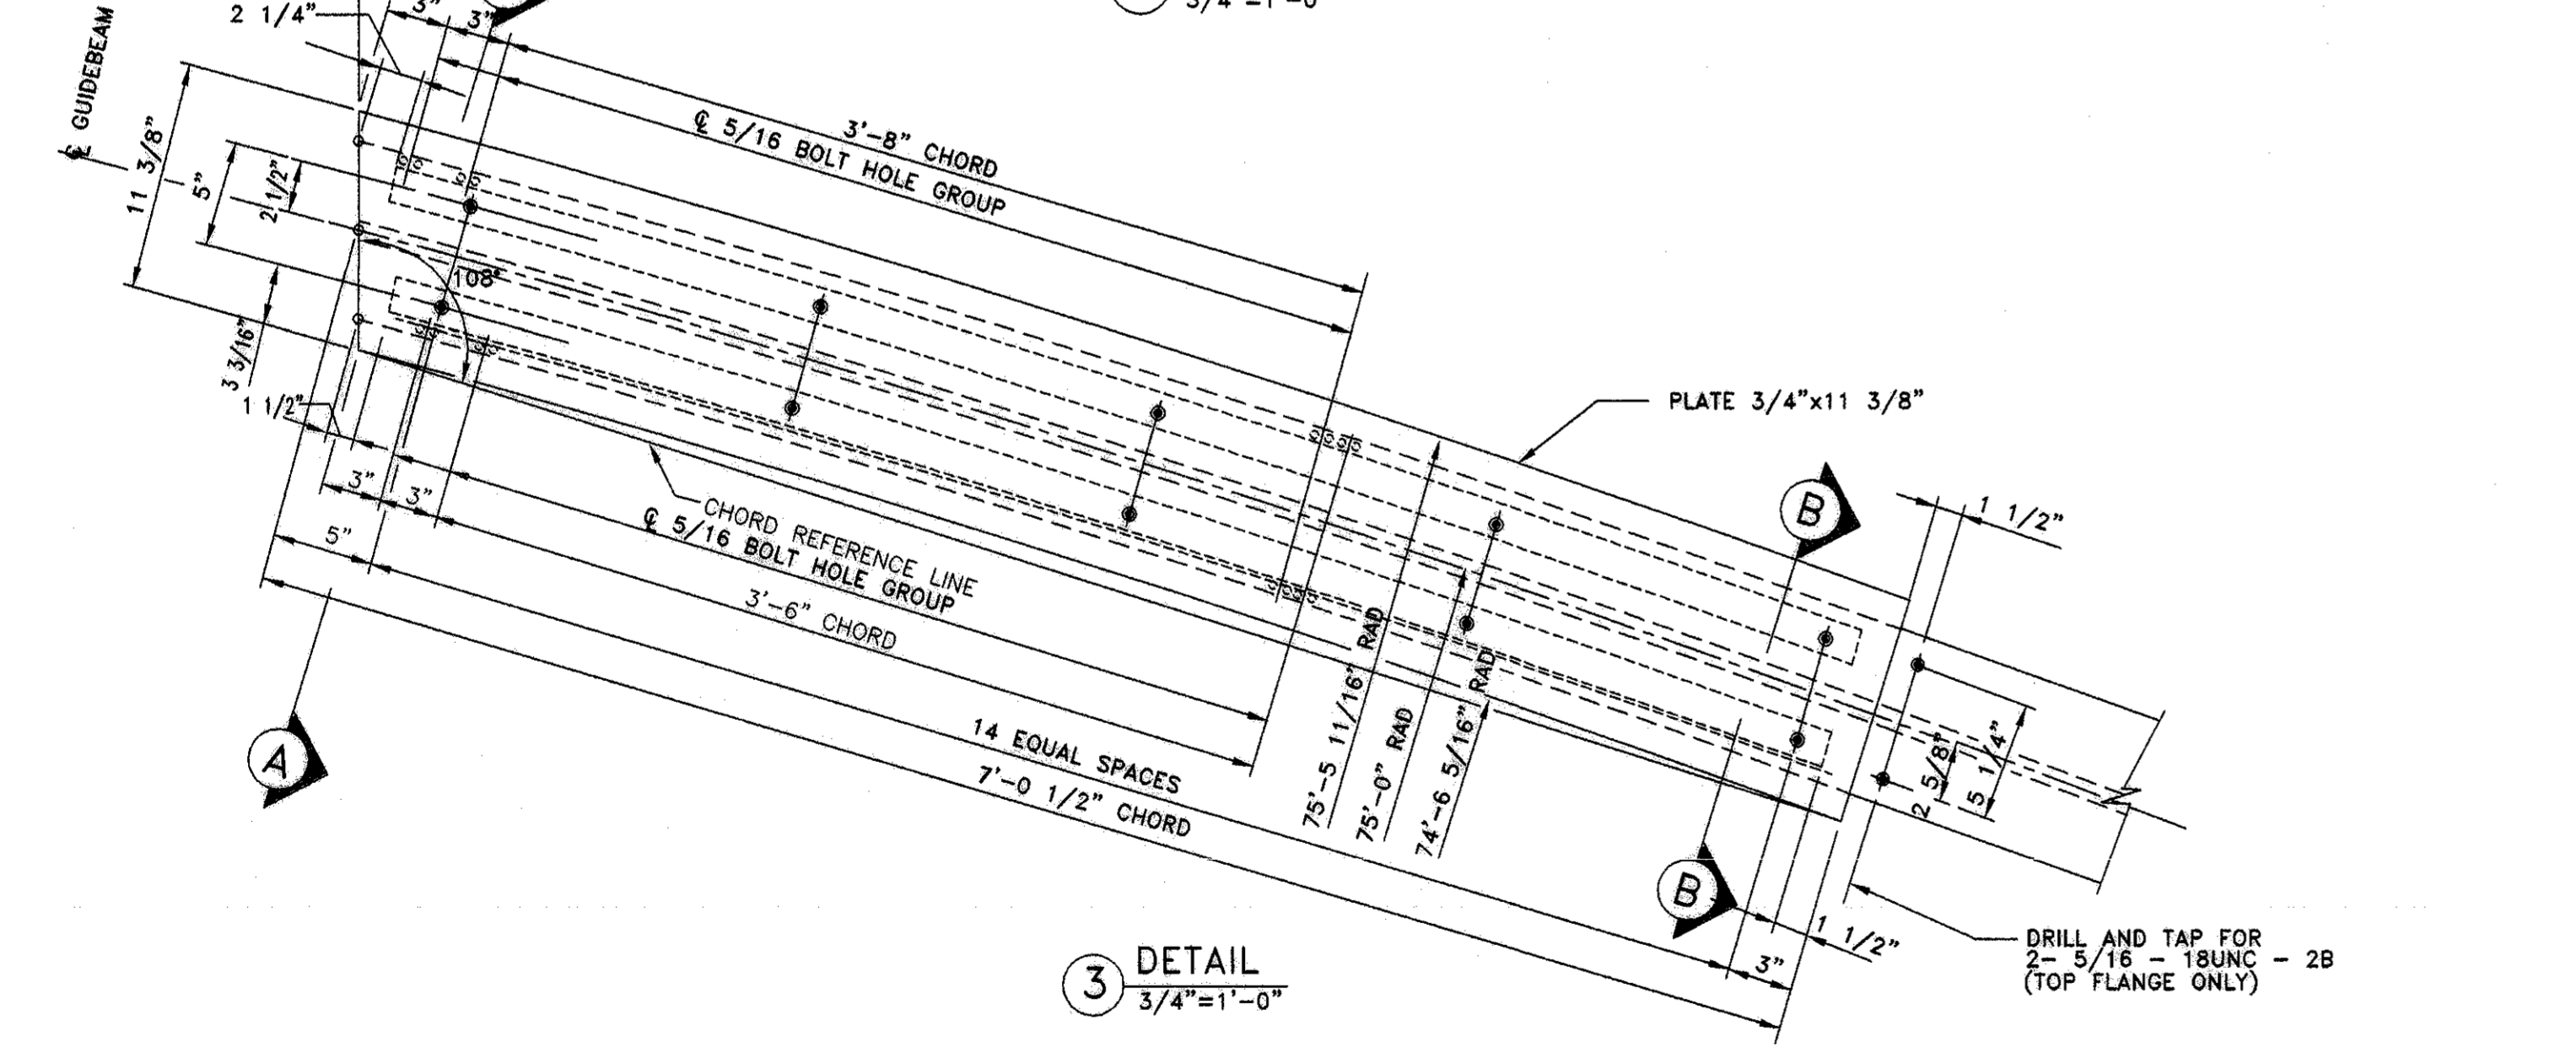 2 1/4"
3"
3"
3/4"=1'-0"
℄ GUIDEBEAM
11 3/8"
5"
2 1/2"
3 3/16"
1 1/2"
108°
3'-8" CHORD
℄ 5/16 BOLT HOLE GROUP
PLATE 3/4"x11 3/8"
B
1 1/2"
3"
3"
5"
CHORD REFERENCE LINE
℄ 5/16 BOLT HOLE GROUP
3'-6" CHORD
14 EQUAL SPACES
7'-0 1/2" CHORD
75'-5 11/16" RAD
75'-0" RAD
74'-6 5/16" RAD
2 5/8"
5 1/4"
A
B
1 1/2"
3"
DRILL AND TAP FOR
2- 5/16 - 18UNC - 2B
(TOP FLANGE ONLY)
3 DETAIL
3/4"=1'-0"